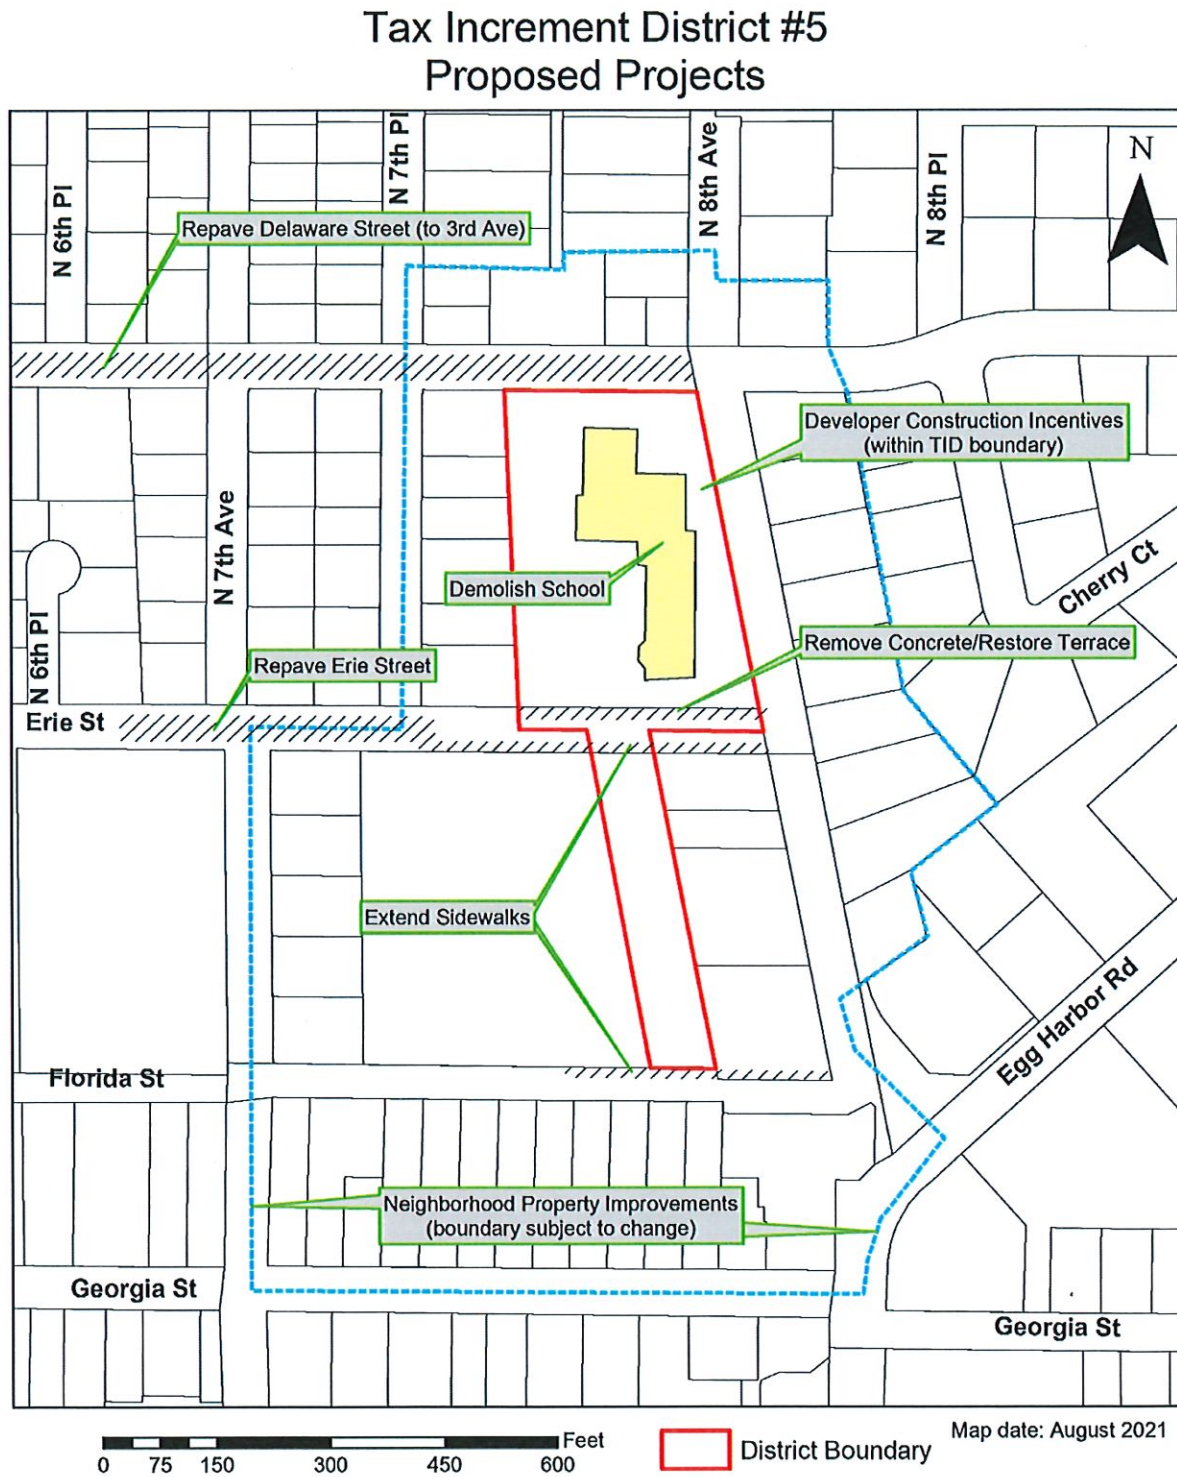 Tax Increment District #5
Proposed Projects
N 6th Pl
N 7th Pl
N 8th Ave
N 8th Pl
N
Repave Delaware Street (to 3rd Ave)
Developer Construction Incentives
(within TID boundary)
N 7th Ave
Demolish School
Cherry Ct
N 6th Pl
Remove Concrete/Restore Terrace
Repave Erie Street
Erie St
Extend Sidewalks
Egg Harbor Rd
Florida St
Neighborhood Property Improvements
(boundary subject to change)
Georgia St
Georgia St
Feet
0 75 150 300 450 600
District Boundary
Map date: August 2021